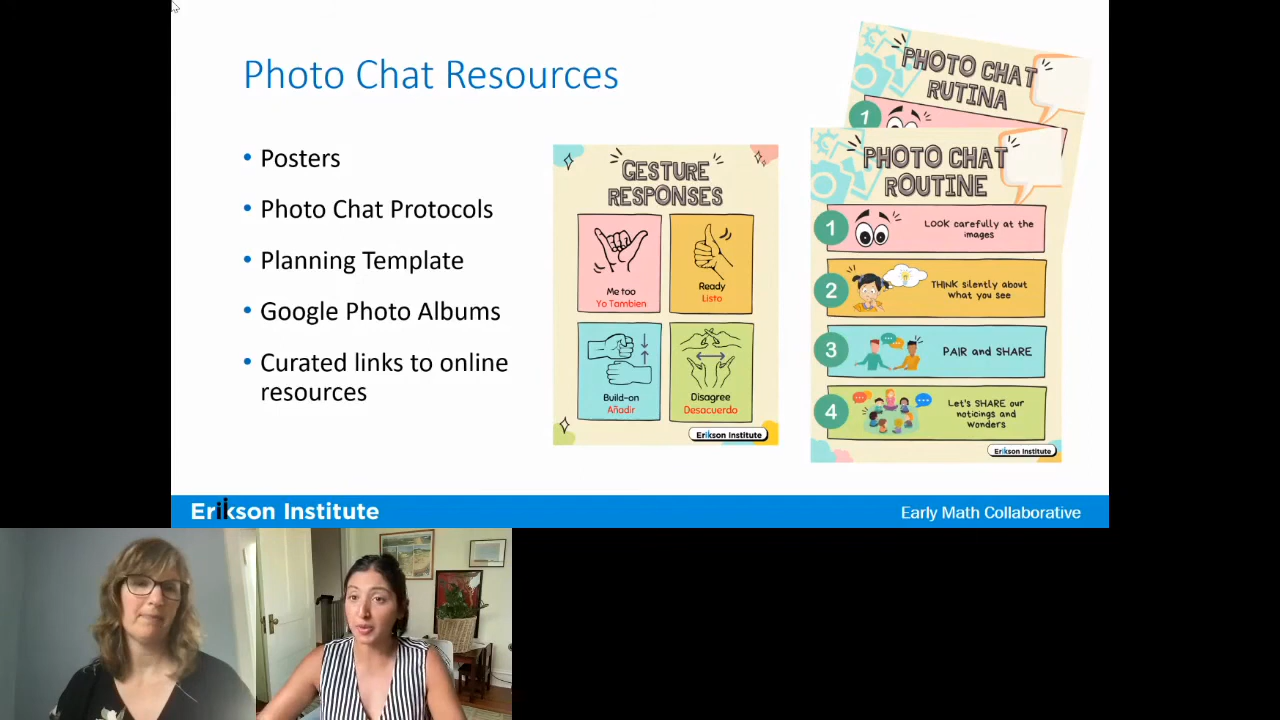 Photo Chat Resources
• Posters
• Photo Chat Protocols
• Planning Template
• Google Photo Albums
• Curated links to online
resources
GESTURE
RESPONSES
Me too
Yo Tambien
Ready
Listo
Build-on
Añadir
Disagree
Desacuerdo
Erikson Institute
PHOTO CHAT
RUTINA
1
PHOTO CHAT
ROUTINE
1
LOOK carefully at the
images
2
THINK silently about
what you see
3
PAIR and SHARE
4
Let's SHARE our
noticings and
wonders
Erikson Institute
Erikson Institute
Early Math Collaborative